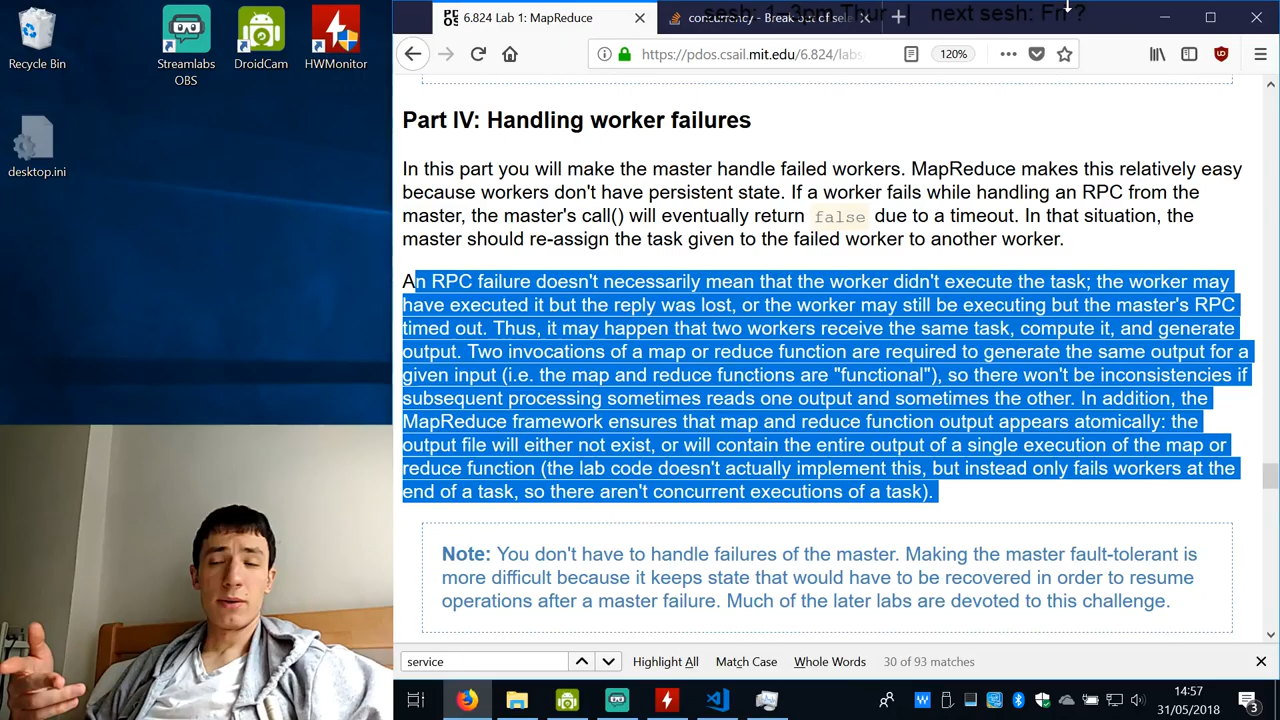 Recycle Bin
Streamlabs
OBS
DroidCam
HWMonitor
desktop.ini
6.824 Lab 1: MapReduce
concurrency - Break out of sele
sesh: 1-3pm Thur | next sesh: Fri ?
https://pdos.csail.mit.edu/6.824/labs
120%
Part IV: Handling worker failures
In this part you will make the master handle failed workers. MapReduce makes this relatively easy
because workers don't have persistent state. If a worker fails while handling an RPC from the
master, the master's call() will eventually return false due to a timeout. In that situation, the
master should re-assign the task given to the failed worker to another worker.
An RPC failure doesn't necessarily mean that the worker didn't execute the task; the worker may
have executed it but the reply was lost, or the worker may still be executing but the master's RPC
timed out. Thus, it may happen that two workers receive the same task, compute it, and generate
output. Two invocations of a map or reduce function are required to generate the same output for a
given input (i.e. the map and reduce functions are "functional"), so there won't be inconsistencies if
subsequent processing sometimes reads one output and sometimes the other. In addition, the
MapReduce framework ensures that map and reduce function output appears atomically: the
output file will either not exist, or will contain the entire output of a single execution of the map or
reduce function (the lab code doesn't actually implement this, but instead only fails workers at the
end of a task, so there aren't concurrent executions of a task).
Note: You don't have to handle failures of the master. Making the master fault-tolerant is
more difficult because it keeps state that would have to be recovered in order to resume
operations after a master failure. Much of the later labs are devoted to this challenge.
service
Highlight All
Match Case
Whole Words
30 of 93 matches
14:57
31/05/2018
3